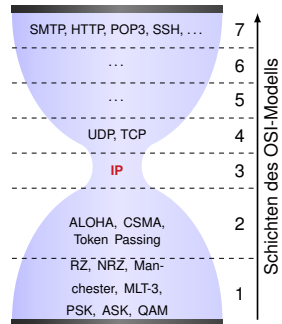 SMTP, HTTP, POP3, SSH, ... 7
... 6
... 5
UDP, TCP 4
IP 3
ALOHA, CSMA,
Token Passing
2
RZ, NRZ, Man-
chester, MLT-3,
PSK, ASK, QAM
1
Schichten des OSI-Modells